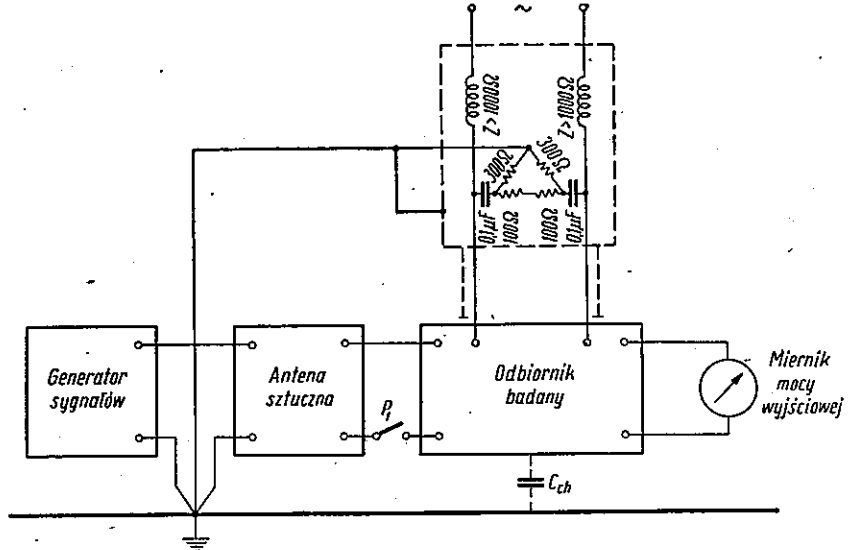 ~
Z > 1000Ω
Z > 1000Ω
300Ω
300Ω
0,1μF
100Ω
100Ω
0,1μF
Generator
sygnałów
Antena
sztuczna
P₁
Odbiornik
badany
Miernik
mocy
wyjściowej
C_ch